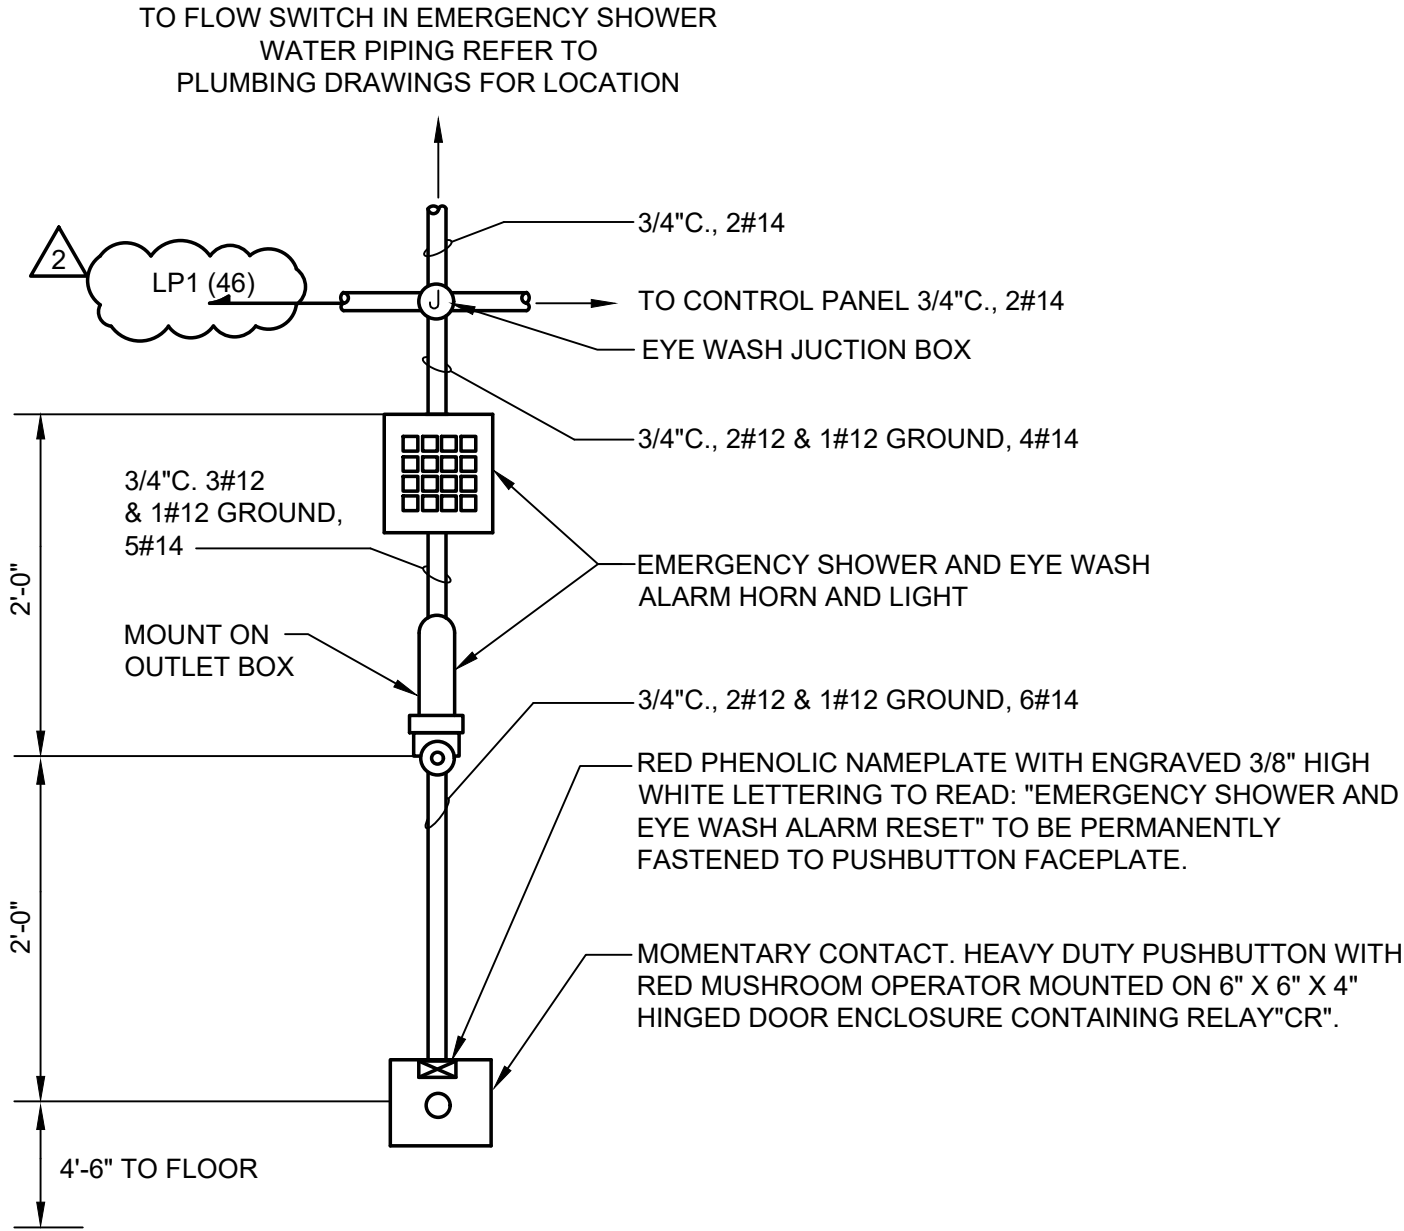 TO FLOW SWITCH IN EMERGENCY SHOWER
WATER PIPING REFER TO
PLUMBING DRAWINGS FOR LOCATION
3/4"C., 2#14
2
LP1 (46)
J
TO CONTROL PANEL 3/4"C., 2#14
EYE WASH JUCTION BOX
3/4"C., 2#12 & 1#12 GROUND, 4#14
3/4"C. 3#12
& 1#12 GROUND,
5#14
2'-0"
EMERGENCY SHOWER AND EYE WASH
ALARM HORN AND LIGHT
MOUNT ON
OUTLET BOX
3/4"C., 2#12 & 1#12 GROUND, 6#14
RED PHENOLIC NAMEPLATE WITH ENGRAVED 3/8" HIGH
WHITE LETTERING TO READ: "EMERGENCY SHOWER AND
EYE WASH ALARM RESET" TO BE PERMANENTLY
FASTENED TO PUSHBUTTON FACEPLATE.
2'-0"
MOMENTARY CONTACT. HEAVY DUTY PUSHBUTTON WITH
RED MUSHROOM OPERATOR MOUNTED ON 6" X 6" X 4"
HINGED DOOR ENCLOSURE CONTAINING RELAY"CR".
4'-6" TO FLOOR